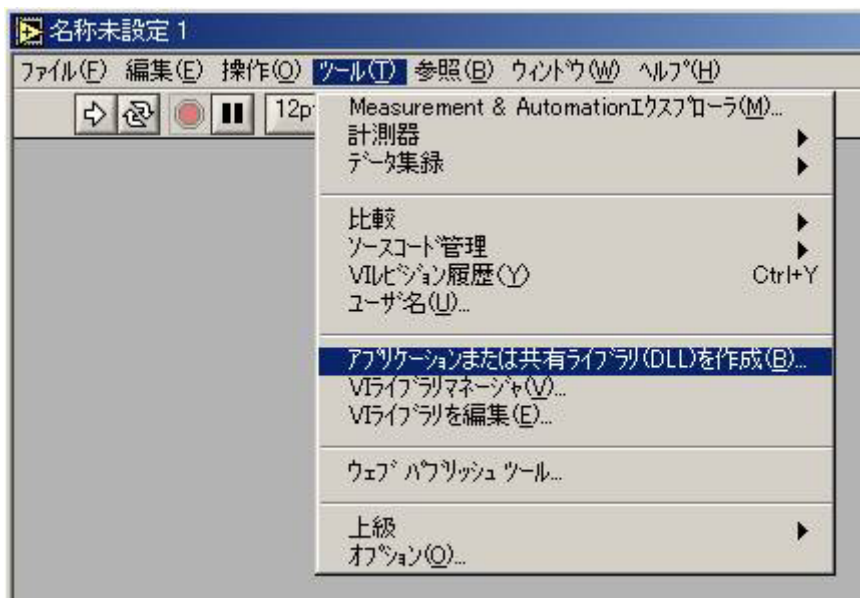 名称未設定 1
ファイル(F) 編集(E) 操作(O) ツール(T) 参照(B) ウィンドウ(W) ヘルプ(H)
12p
Measurement & Automationエクスプローラ(M)...
計測器
データ集録
比較
ソースコード管理
VIレビジョン履歴(Y) Ctrl+Y
ユーザ名(U)...
アプリケーションまたは共有ライブラリ(DLL)を作成(B)...
VIライブラリマネージャ(V)...
VIライブラリを編集(E)...
ウェブ パブリッシュ ツール...
上級
オプション(O)...